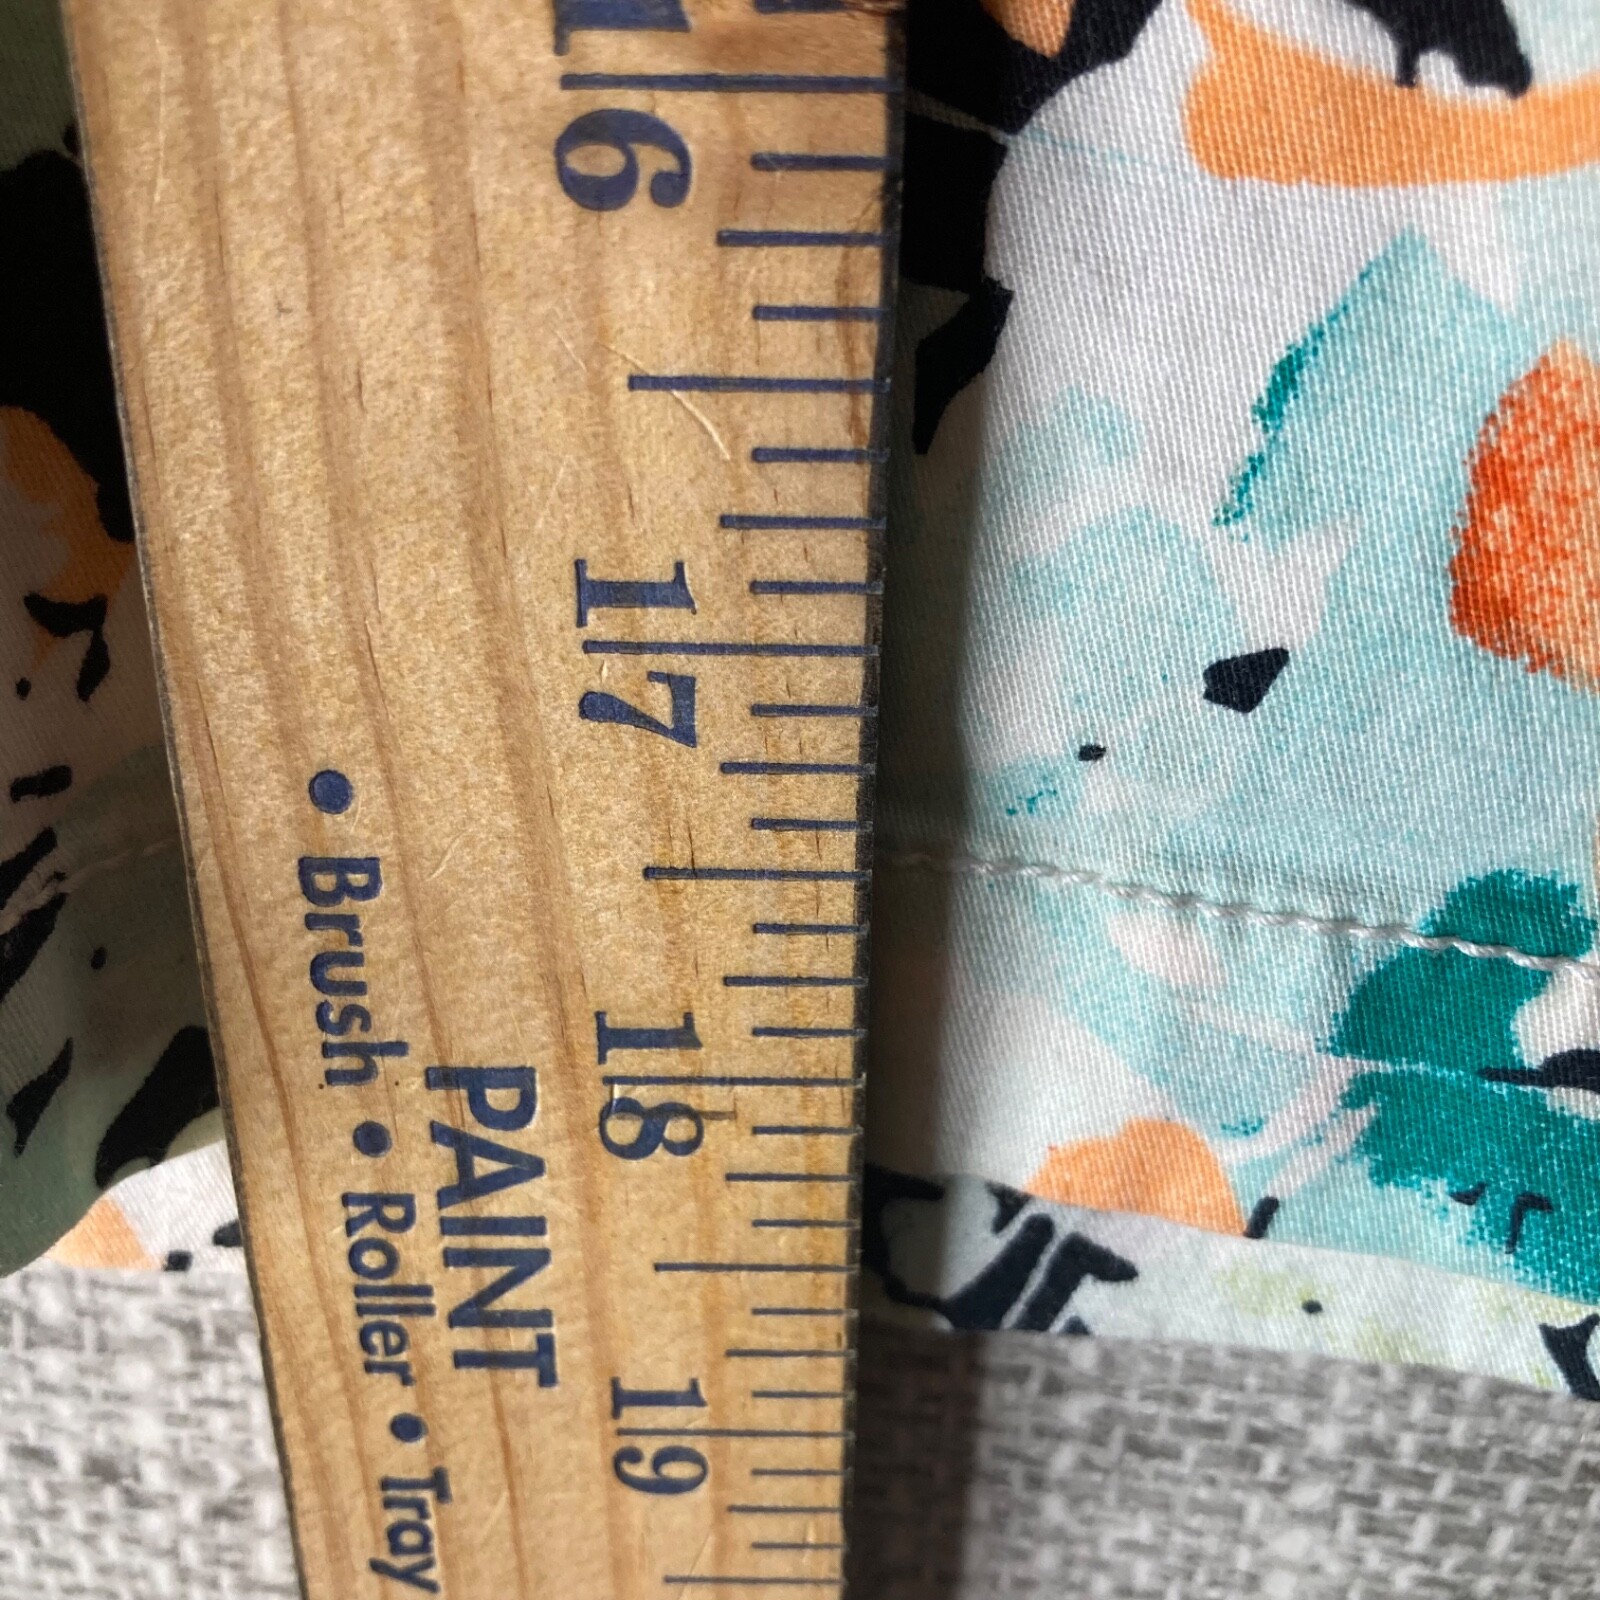 16
17
18
19
PAINT
• Brush • Roller • Tray